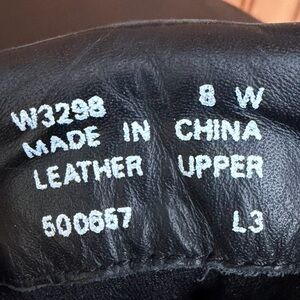 W3298 8 W
MADE IN CHINA
LEATHER UPPER
500657 L3